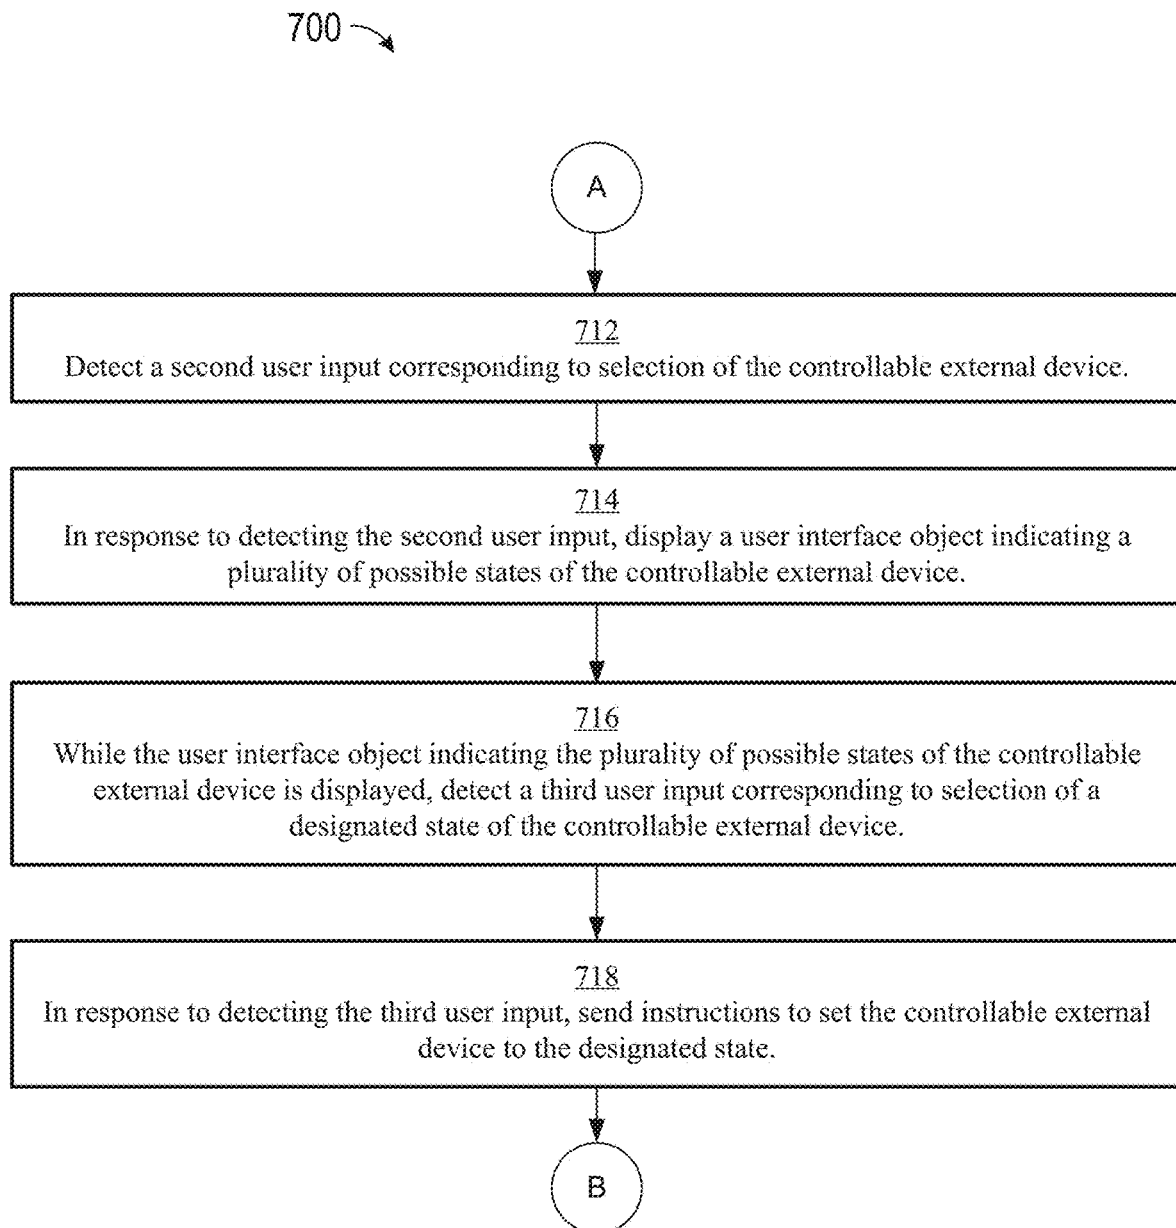 700
A
712
Detect a second user input corresponding to selection of the controllable external device.
714
In response to detecting the second user input, display a user interface object indicating a
plurality of possible states of the controllable external device.
716
While the user interface object indicating the plurality of possible states of the controllable
external device is displayed, detect a third user input corresponding to selection of a
designated state of the controllable external device.
718
In response to detecting the third user input, send instructions to set the controllable external
device to the designated state.
B